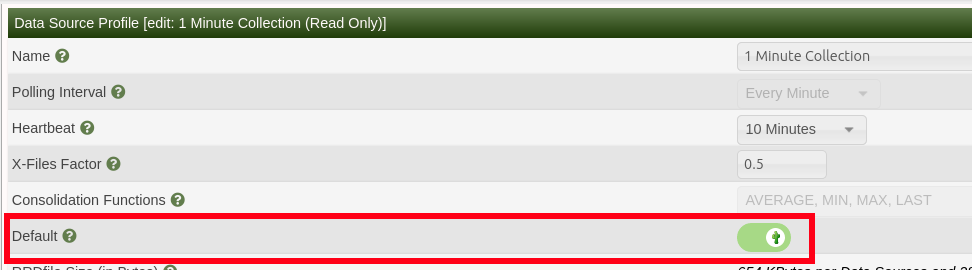 Data Source Profile [edit: 1 Minute Collection (Read Only)]
Name 1 Minute Collection
Polling Interval Every Minute
Heartbeat 10 Minutes
X-Files Factor 0.5
Consolidation Functions AVERAGE, MIN, MAX, LAST
Default
RRDfile Size (in Bytes) 654 KBytes per Data Sources and